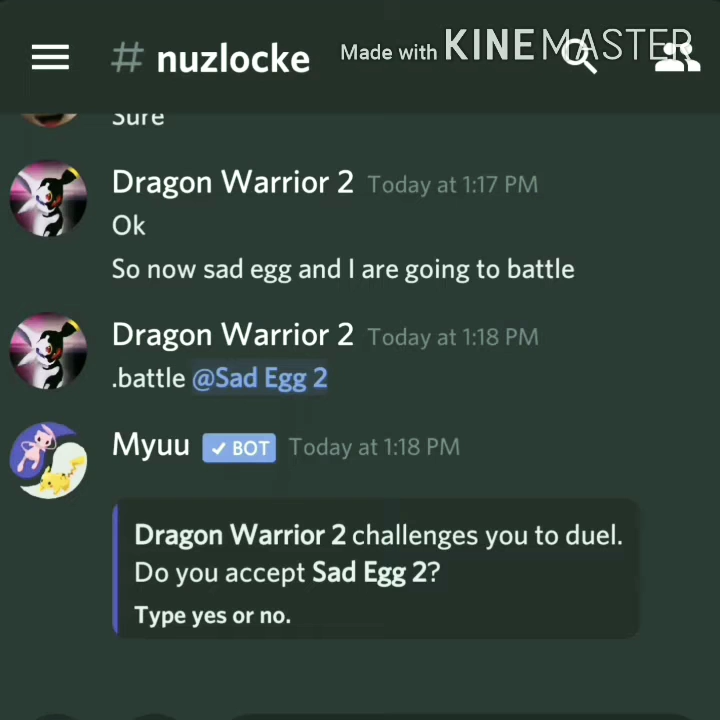 # nuzlocke
Made with KINEMASTER
Sure
Dragon Warrior 2 Today at 1:17 PM
Ok
So now sad egg and I are going to battle
Dragon Warrior 2 Today at 1:18 PM
.battle @Sad Egg 2
Myuu ✓ BOT Today at 1:18 PM
Dragon Warrior 2 challenges you to duel.
Do you accept Sad Egg 2?
Type yes or no.